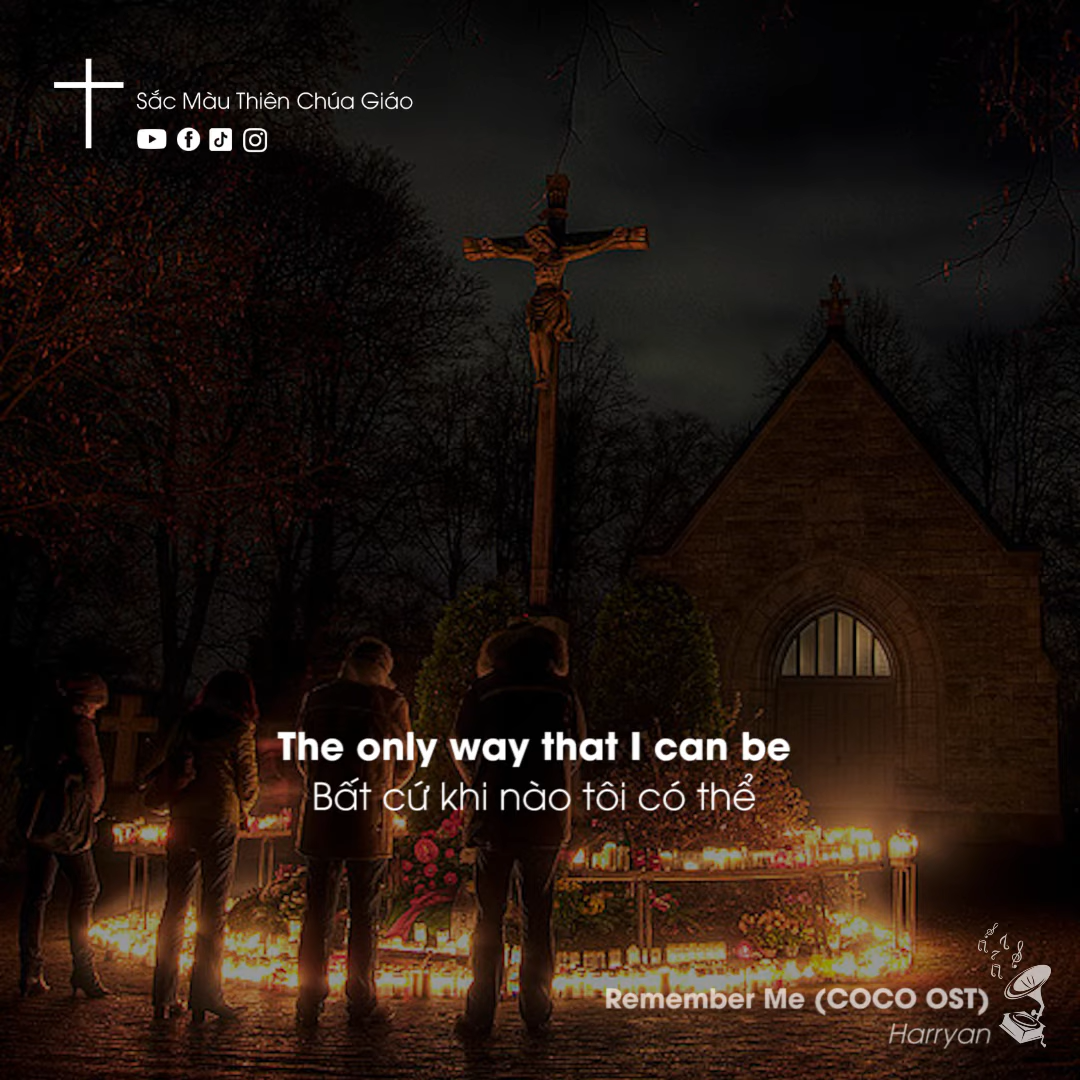 Sắc Màu Thiên Chúa Giáo
The only way that I can be
Bất cứ khi nào tôi có thể
Remember Me (COCO OST)
Harryan